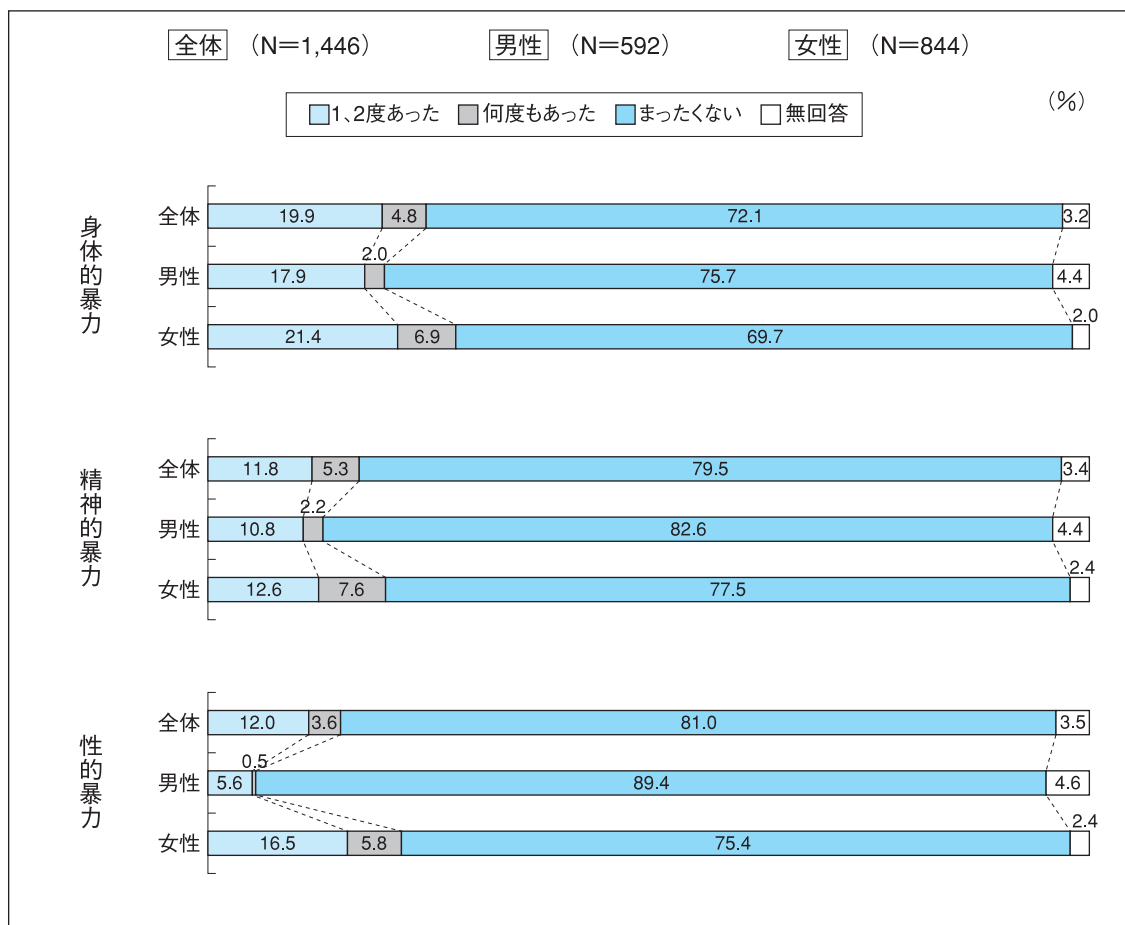 全体 (N＝1,446) 男性 (N＝592) 女性 (N＝844)
(％)
1、2度あった 何度もあった まったくない 無回答
身体的暴力
全体 19.9 4.8 72.1 3.2
男性 17.9 2.0 75.7 4.4
女性 21.4 6.9 69.7 2.0
精神的暴力
全体 11.8 5.3 79.5 3.4
男性 10.8 2.2 82.6 4.4
女性 12.6 7.6 77.5 2.4
性的暴力
全体 12.0 3.6 81.0 3.5
男性 5.6 0.5 89.4 4.6
女性 16.5 5.8 75.4 2.4